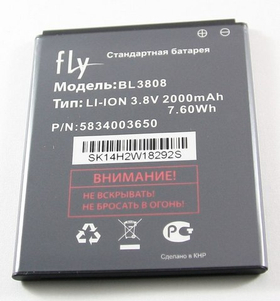 fly
Стандартная батарея
Модель: BL3808
Тип: LI-ION 3.8V 2000mAh
7.60Wh
P/N:5834003650
SK14H2W18292S
ВНИМАНИЕ!
НЕ ВСКРЫВАТЬ!
НЕ БРОСАТЬ В ОГОНЬ!
Сделано в КНР